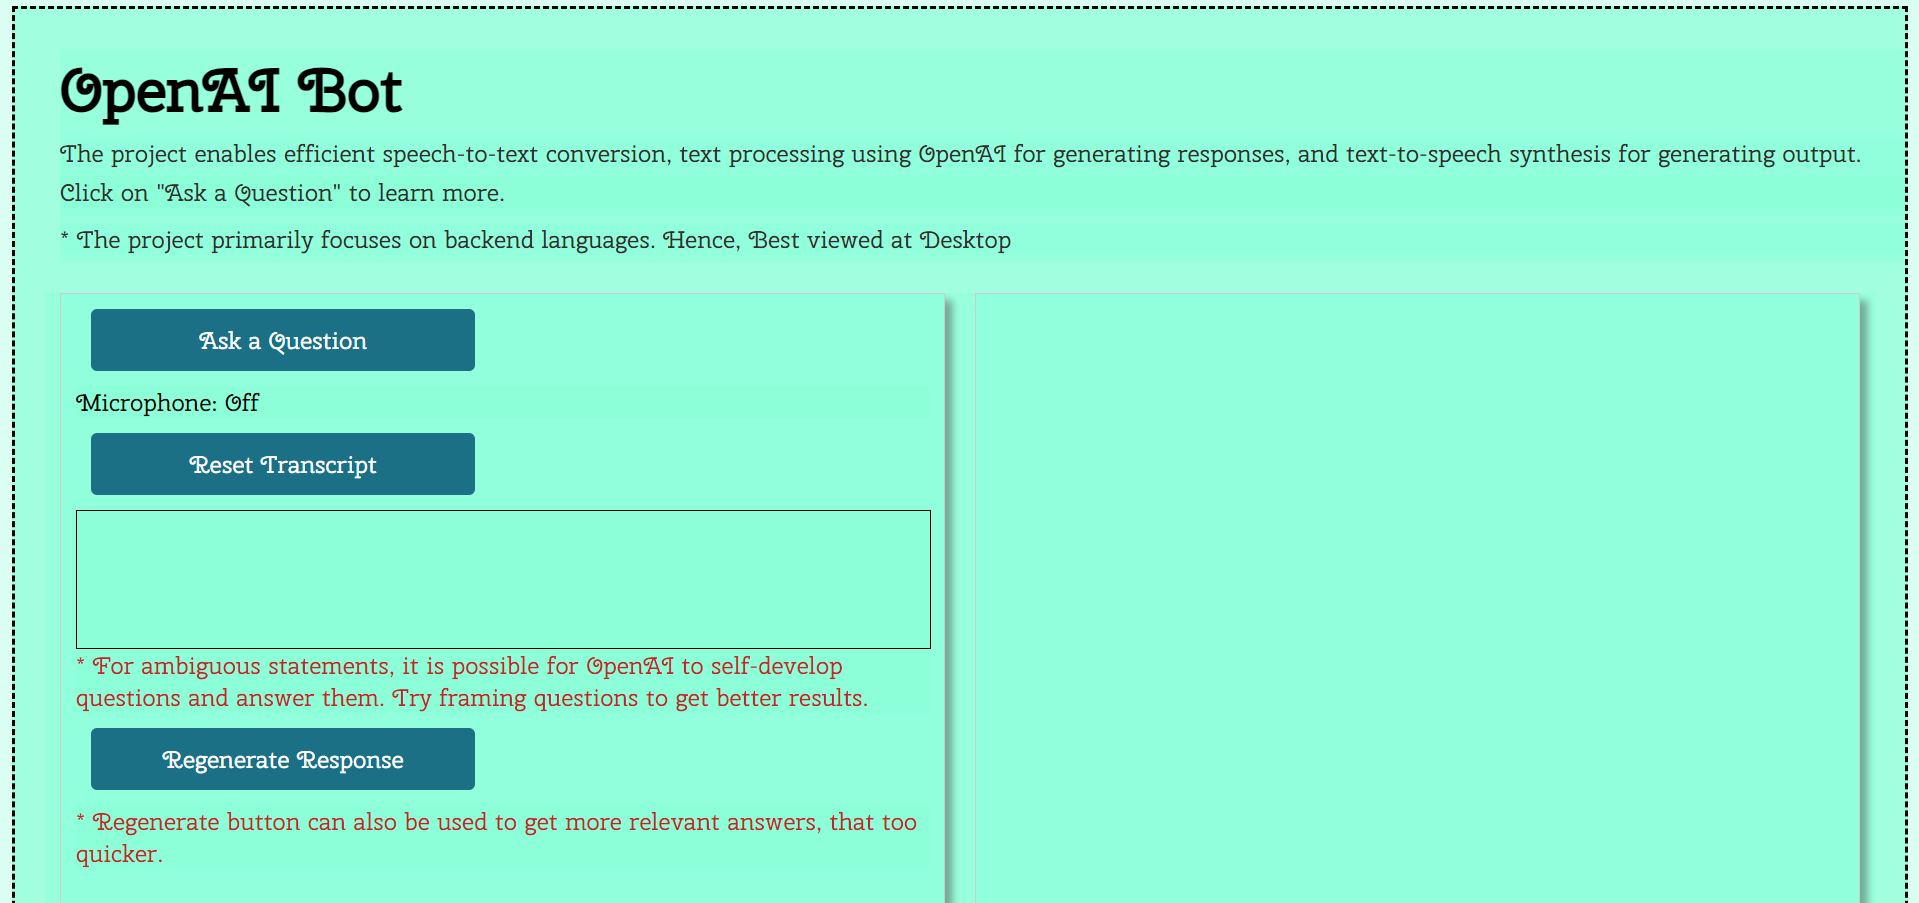 OpenAI Bot
The project enables efficient speech-to-text conversion, text processing using OpenAI for generating responses, and text-to-speech synthesis for generating output.
Click on "Ask a Question" to learn more.
* The project primarily focuses on backend languages. Hence, Best viewed at Desktop
Ask a Question
Microphone: Off
Reset Transcript
* For ambiguous statements, it is possible for OpenAI to self-develop
questions and answer them. Try framing questions to get better results.
Regenerate Response
* Regenerate button can also be used to get more relevant answers, that too
quicker.